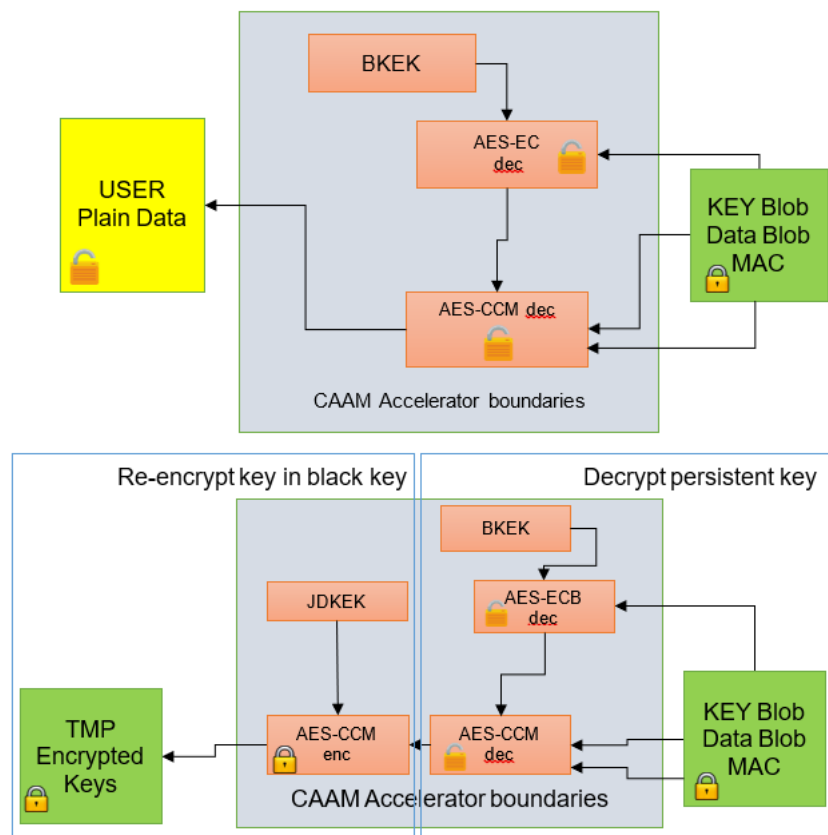 BKEK
AES-EC
dec
USER
Plain Data
KEY Blob
Data Blob
MAC
AES-CCM dec
CAAM Accelerator boundaries
Re-encrypt key in black key
Decrypt persistent key
BKEK
JDKEK
AES-ECB
dec
TMP
Encrypted
Keys
AES-CCM
enc
AES-CCM
dec
KEY Blob
Data Blob
MAC
CAAM Accelerator boundaries